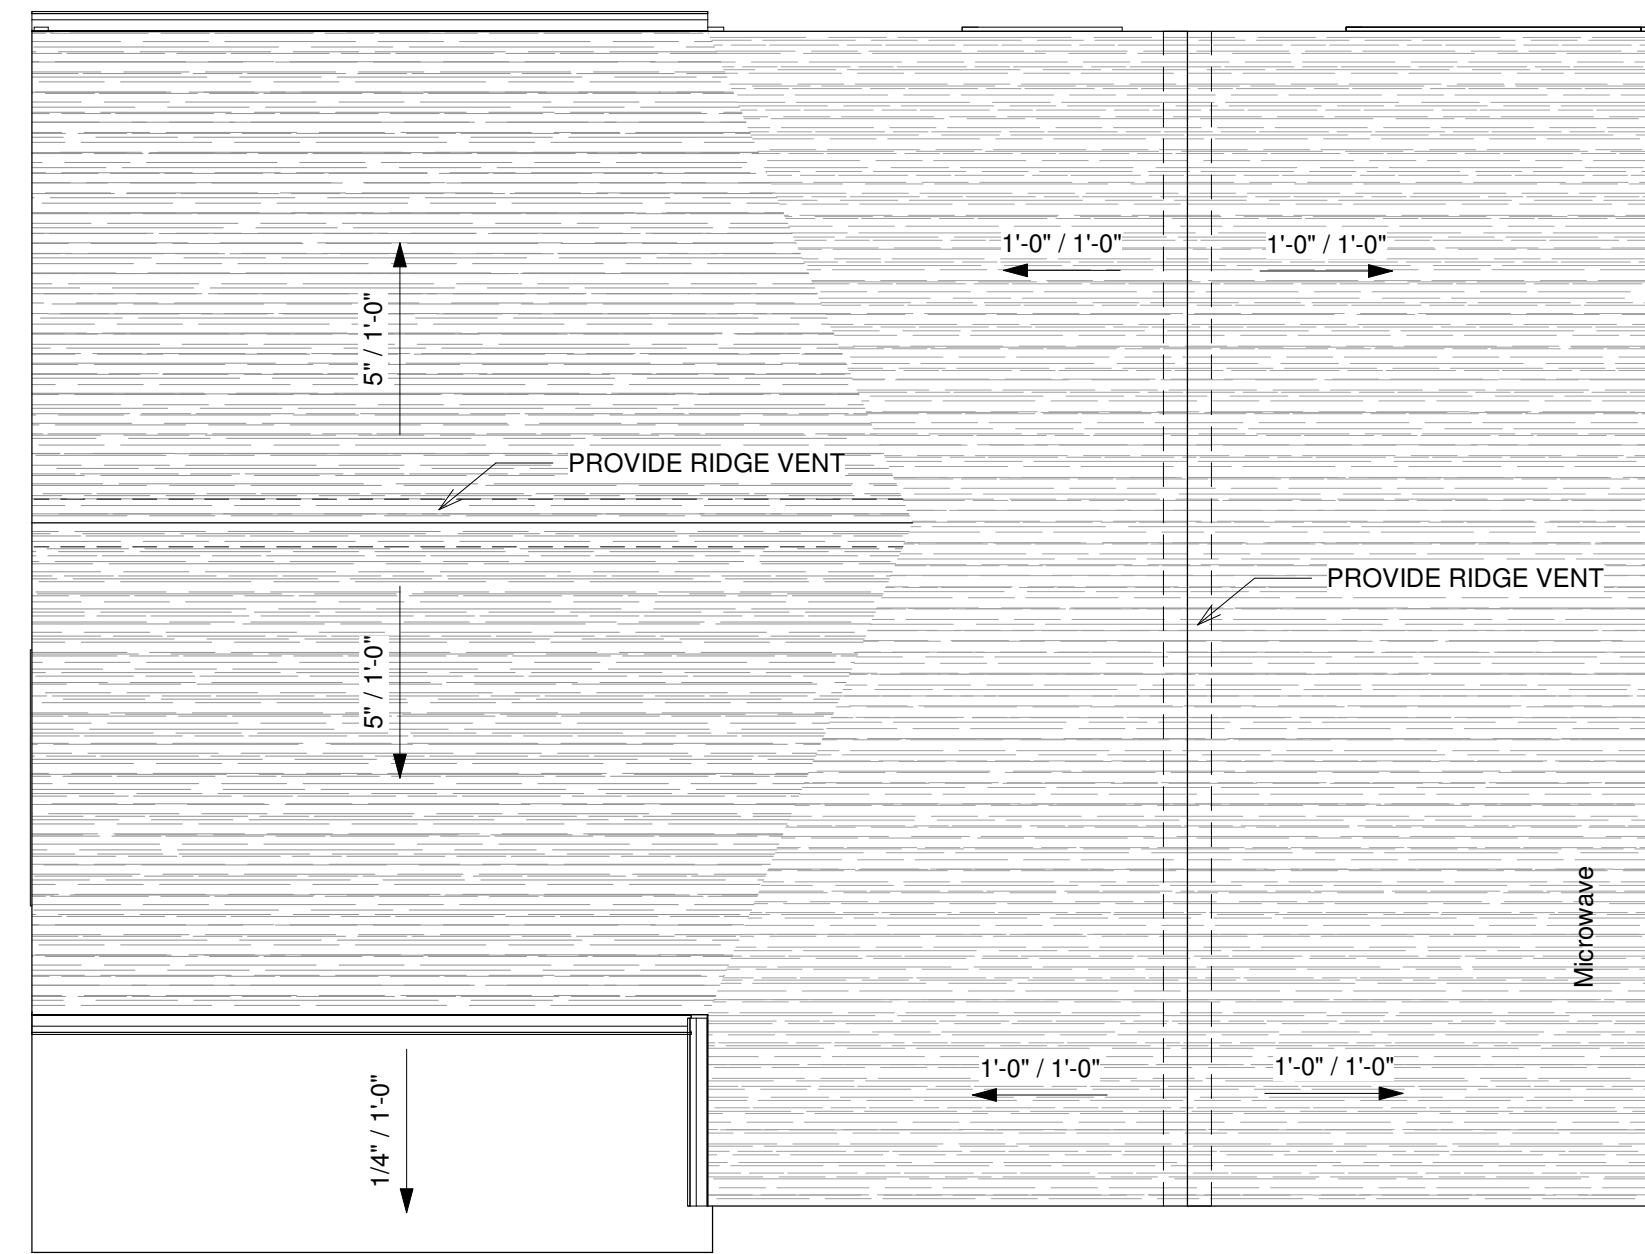 1'-0" / 1'-0"
1'-0" / 1'-0"
5" / 1'-0"
PROVIDE RIDGE VENT
PROVIDE RIDGE VENT
5" / 1'-0"
Microwave
1'-0" / 1'-0"
1'-0" / 1'-0"
1/4" / 1'-0"